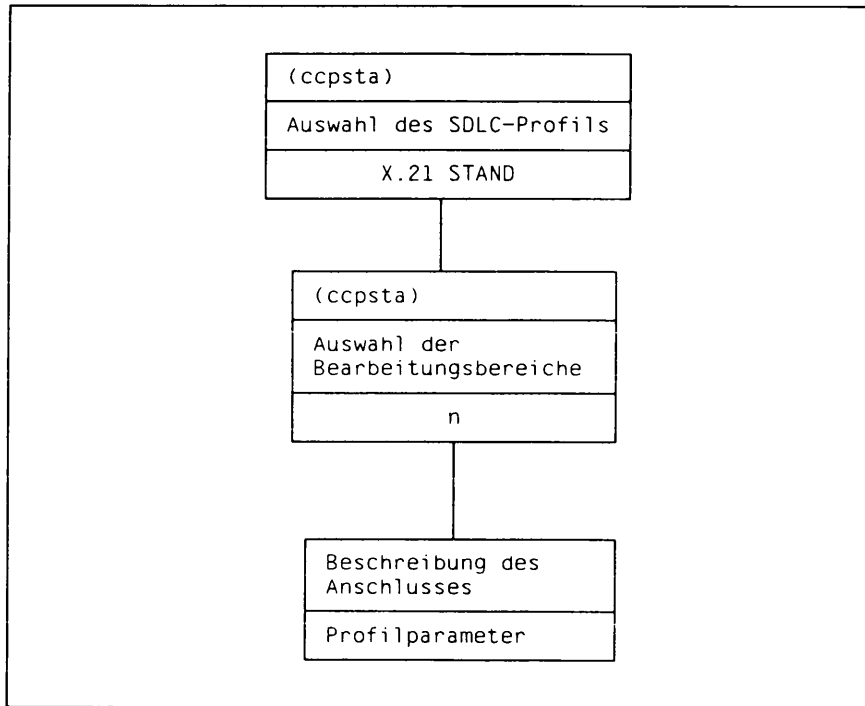 (ccpsta)
Auswahl des SDLC-Profils
X.21 STAND
(ccpsta)
Auswahl der
Bearbeitungsbereiche
n
Beschreibung des
Anschlusses
Profilparameter